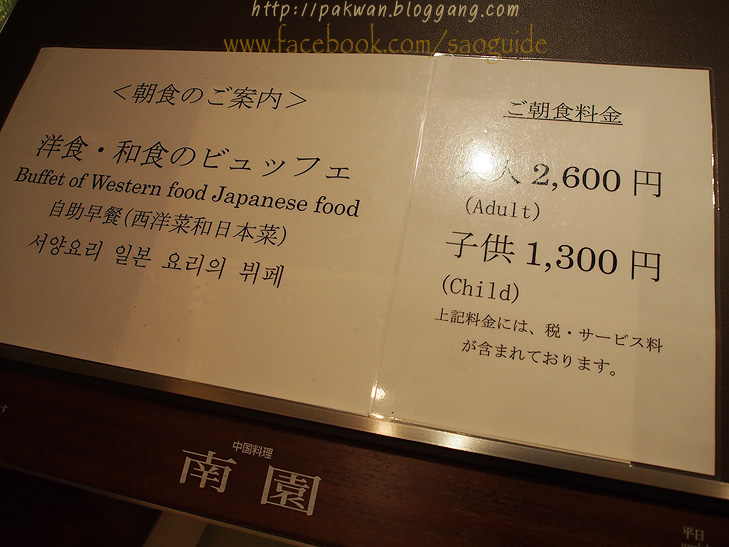 http://pakwan.bloggang.com
www.facebook.com/saoguide
＜朝食のご案内＞
洋食・和食のビュッフェ
Buffet of Western food Japanese food
自助早餐(西洋菜和日本菜)
서양요리 일본 요리의 뷔페
ご朝食料金
大人 2,600 円
(Adult)
子供 1,300 円
(Child)
上記料金には、税・サービス料
が含まれております。
中国料理
南園
平日